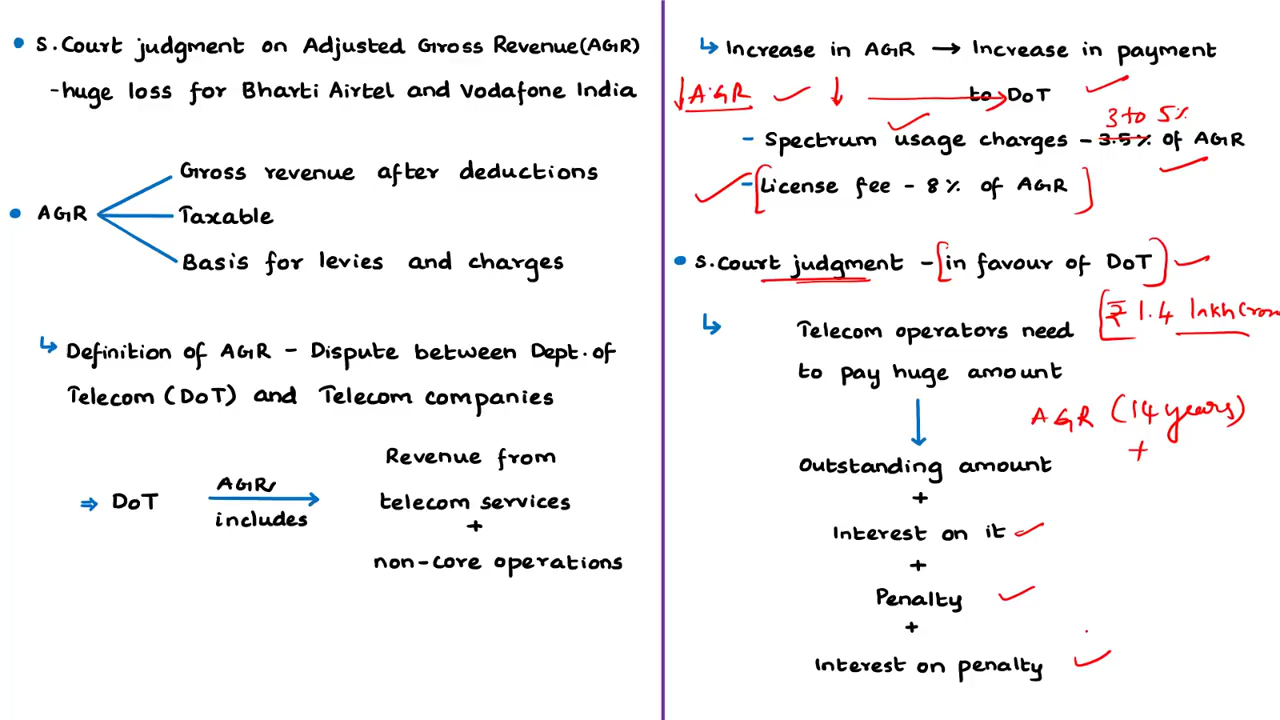 • S.Court judgment on Adjusted Gross Revenue(AGR)
-huge loss for Bharti Airtel and Vodafone India
Gross revenue after deductions
• AGR
Taxable
Basis for levies and charges
↳ Definition of AGR - Dispute between Dept. of
Telecom (DoT) and Telecom companies
Revenue from
⇒ DoT AGR includes telecom services
+
non-core operations
↳ Increase in AGR → Increase in payment
↓AGR ↓ to DoT
3 to 5%
- Spectrum usage charges - 3.5% of AGR
- License fee - 8% of AGR
• S.Court judgment - [in favour of DoT]
₹ 1.4 lakh Crore
↳ Telecom operators need
to pay huge amount
AGR (14 years)
+
Outstanding amount
+
Interest on it
+
Penalty
+
Interest on penalty